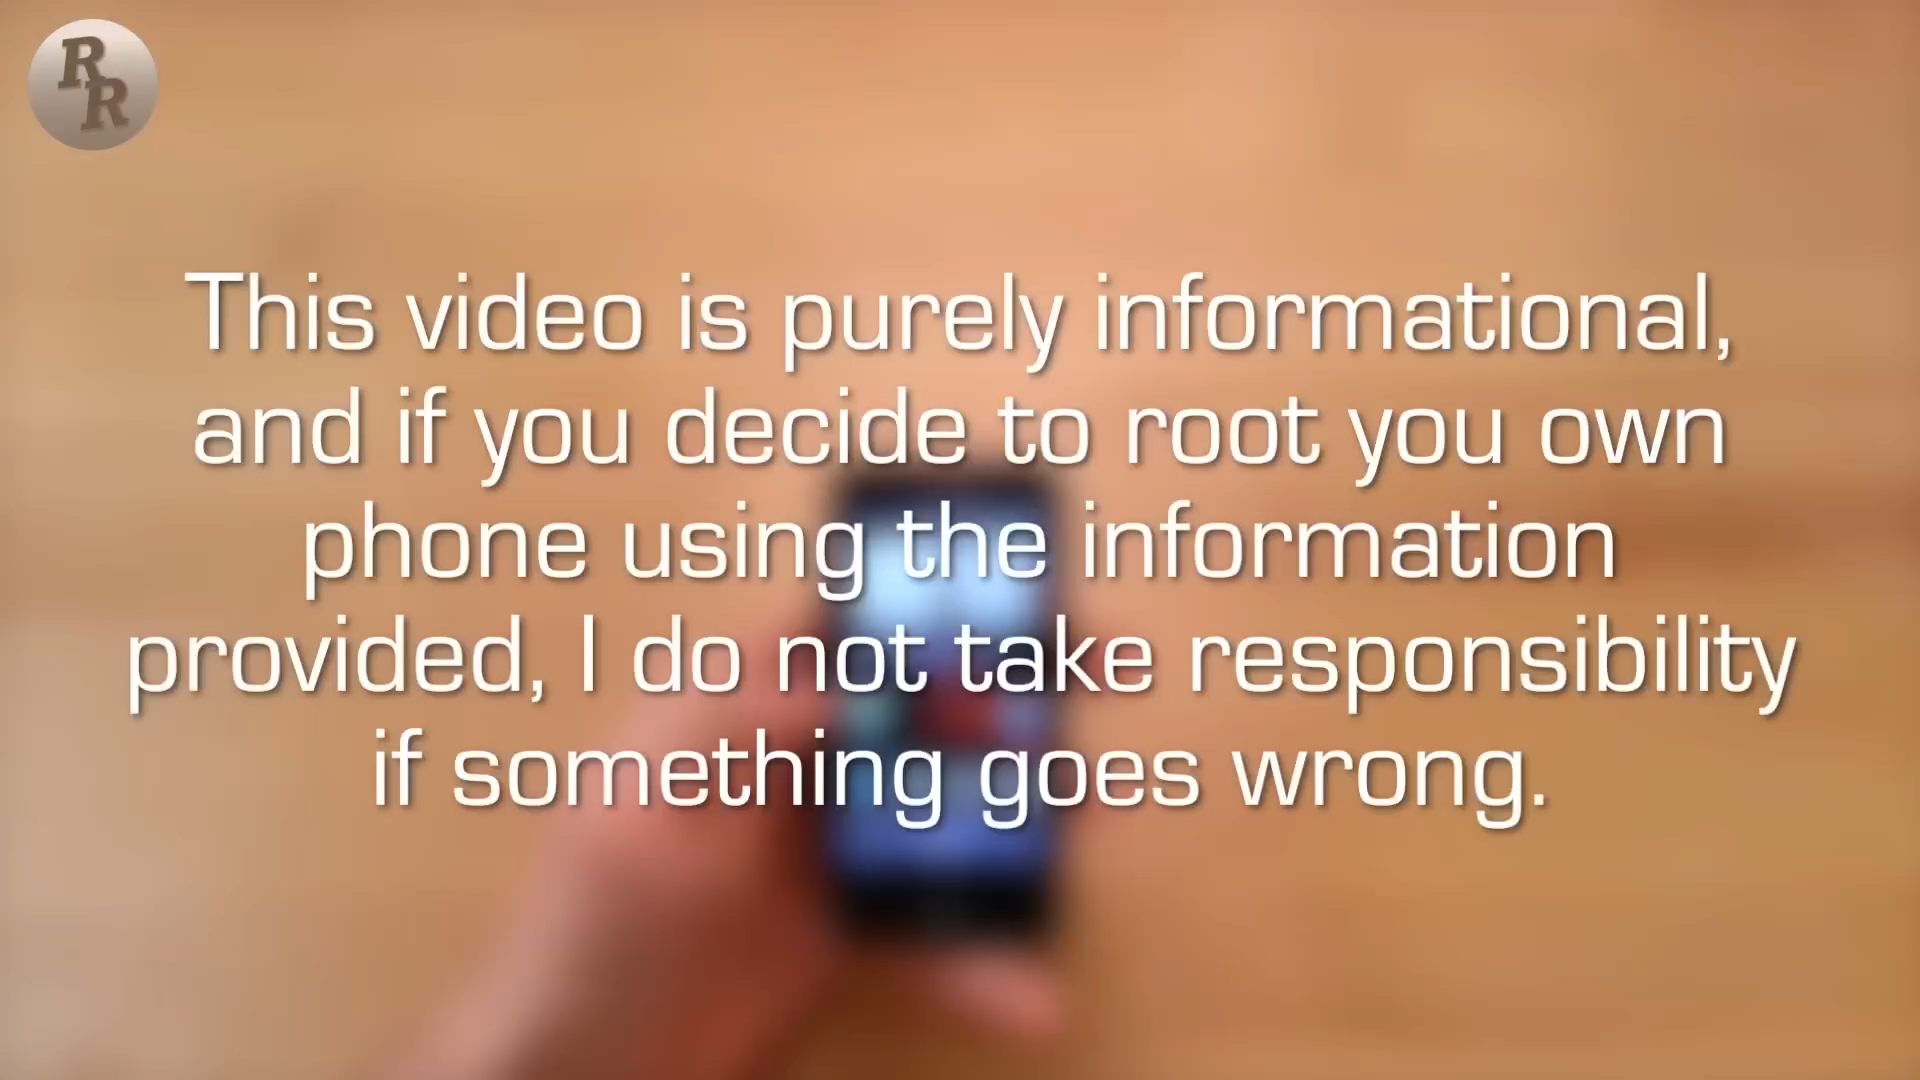 R
R
This video is purely informational,
and if you decide to root you own
phone using the information
provided, I do not take responsibility
if something goes wrong.